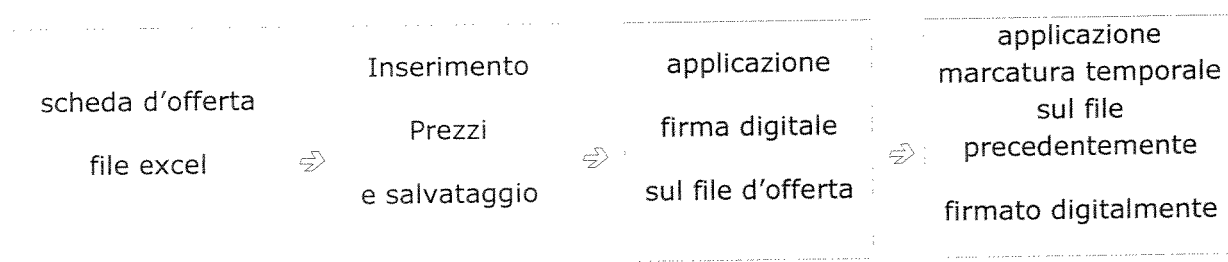 scheda d'offerta
file excel
Inserimento
Prezzi
e salvataggio
applicazione
firma digitale
sul file d'offerta
applicazione
marcatura temporale
sul file
precedentemente
firmato digitalmente